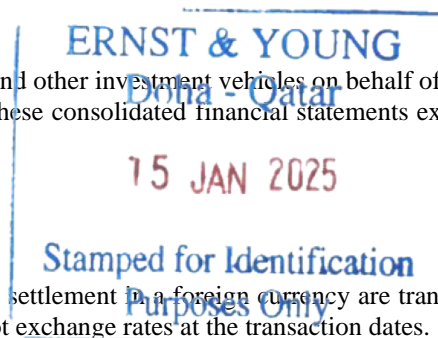 ERNST & YOUNG
nd other investment vehicles on behalf of
Doha - Qatar
hese consolidated financial statements ex
15 JAN 2025
Stamped for Identification
settlement in a foreign currency are tran
Purposes Only
ot exchange rates at the transaction dates.